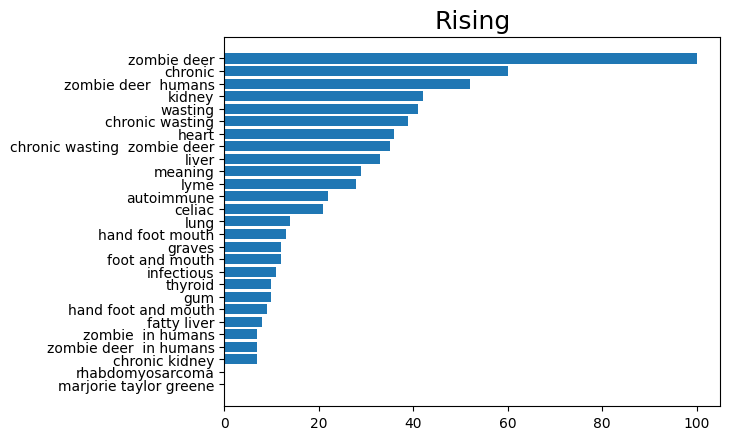 Rising
zombie deer
chronic
zombie deer  humans
kidney
wasting
chronic wasting
heart
chronic wasting  zombie deer
liver
meaning
lyme
autoimmune
celiac
lung
hand foot mouth
graves
foot and mouth
infectious
thyroid
gum
hand foot and mouth
fatty liver
zombie  in humans
zombie deer  in humans
chronic kidney
rhabdomyosarcoma
marjorie taylor greene
0 20 40 60 80 100